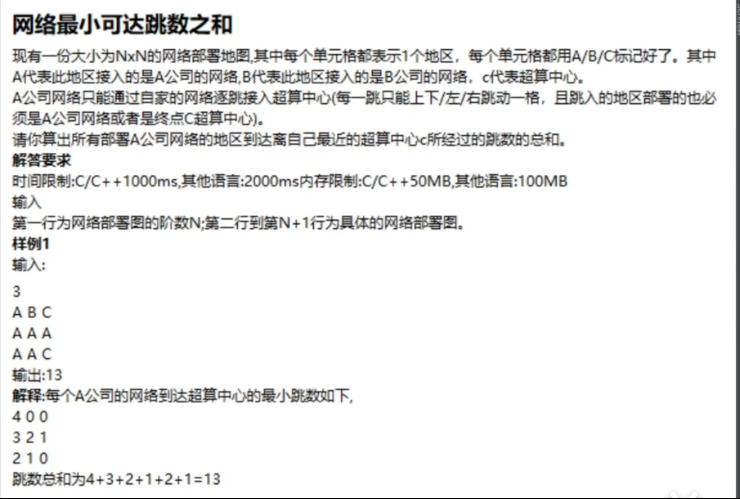 网络最小可达跳数之和
现有一份大小为NxN的网络部署地图,其中每个单元格都表示1个地区，每个单元格都用A/B/C标记好了。其中
A代表此地区接入的是A公司的网络,B代表此地区接入的是B公司的网络，c代表超算中心。
A公司网络只能通过自家的网络逐跳接入超算中心(每一跳只能上下/左/右跳动一格，且跳入的地区部署的也必
须是A公司网络或者是终点C超算中心)。
请你算出所有部署A公司网络的地区到达离自己最近的超算中心c所经过的跳数的总和。
解答要求
时间限制:C/C++1000ms,其他语言:2000ms内存限制:C/C++50MB,其他语言:100MB
输入
第一行为网络部署图的阶数N;第二行到第N+1行为具体的网络部署图。
样例1
输入:
3
A B C
A A A
A A C
输出:13
解释:每个A公司的网络到达超算中心的最小跳数如下,
4 0 0
3 2 1
2 1 0
跳数总和为4+3+2+1+2+1=13